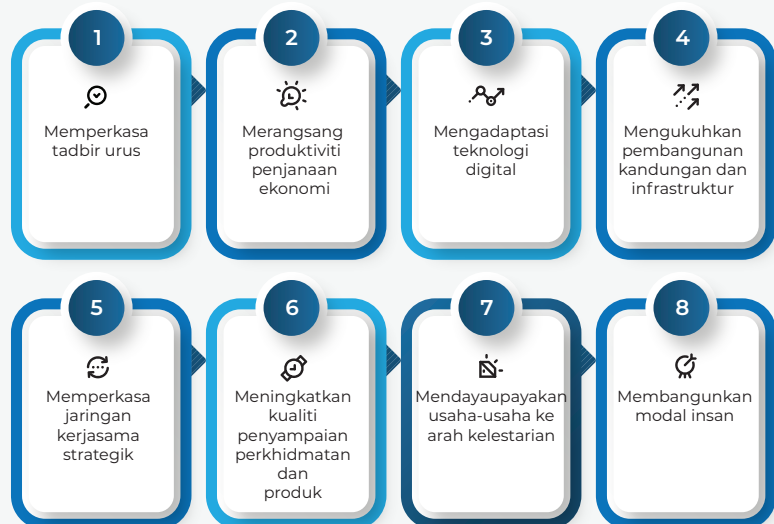 1
Memperkasa
tadbir urus
2
Merangsang
produktiviti
penjanaan
ekonomi
3
Mengadaptasi
teknologi
digital
4
Mengukuhkan
pembangunan
kandungan dan
infrastruktur
5
Memperkasa
jaringan
kerjasama
strategik
6
Meningkatkan
kualiti
penyampaian
perkhidmatan
dan
produk
7
Mendayaupayakan
usaha-usaha ke
arah kelestarian
8
Membangunkan
modal insan